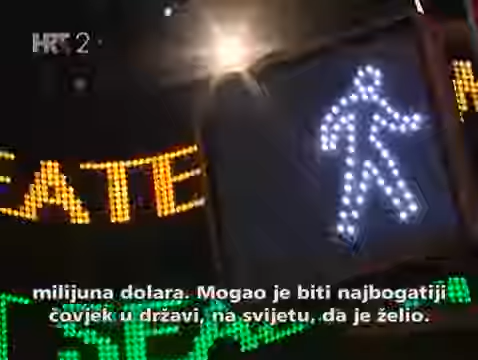 HRT 2
EATE
milijuna dolara. Mogao je biti najbogatiji
čovjek u državi, na svijetu, da je želio.